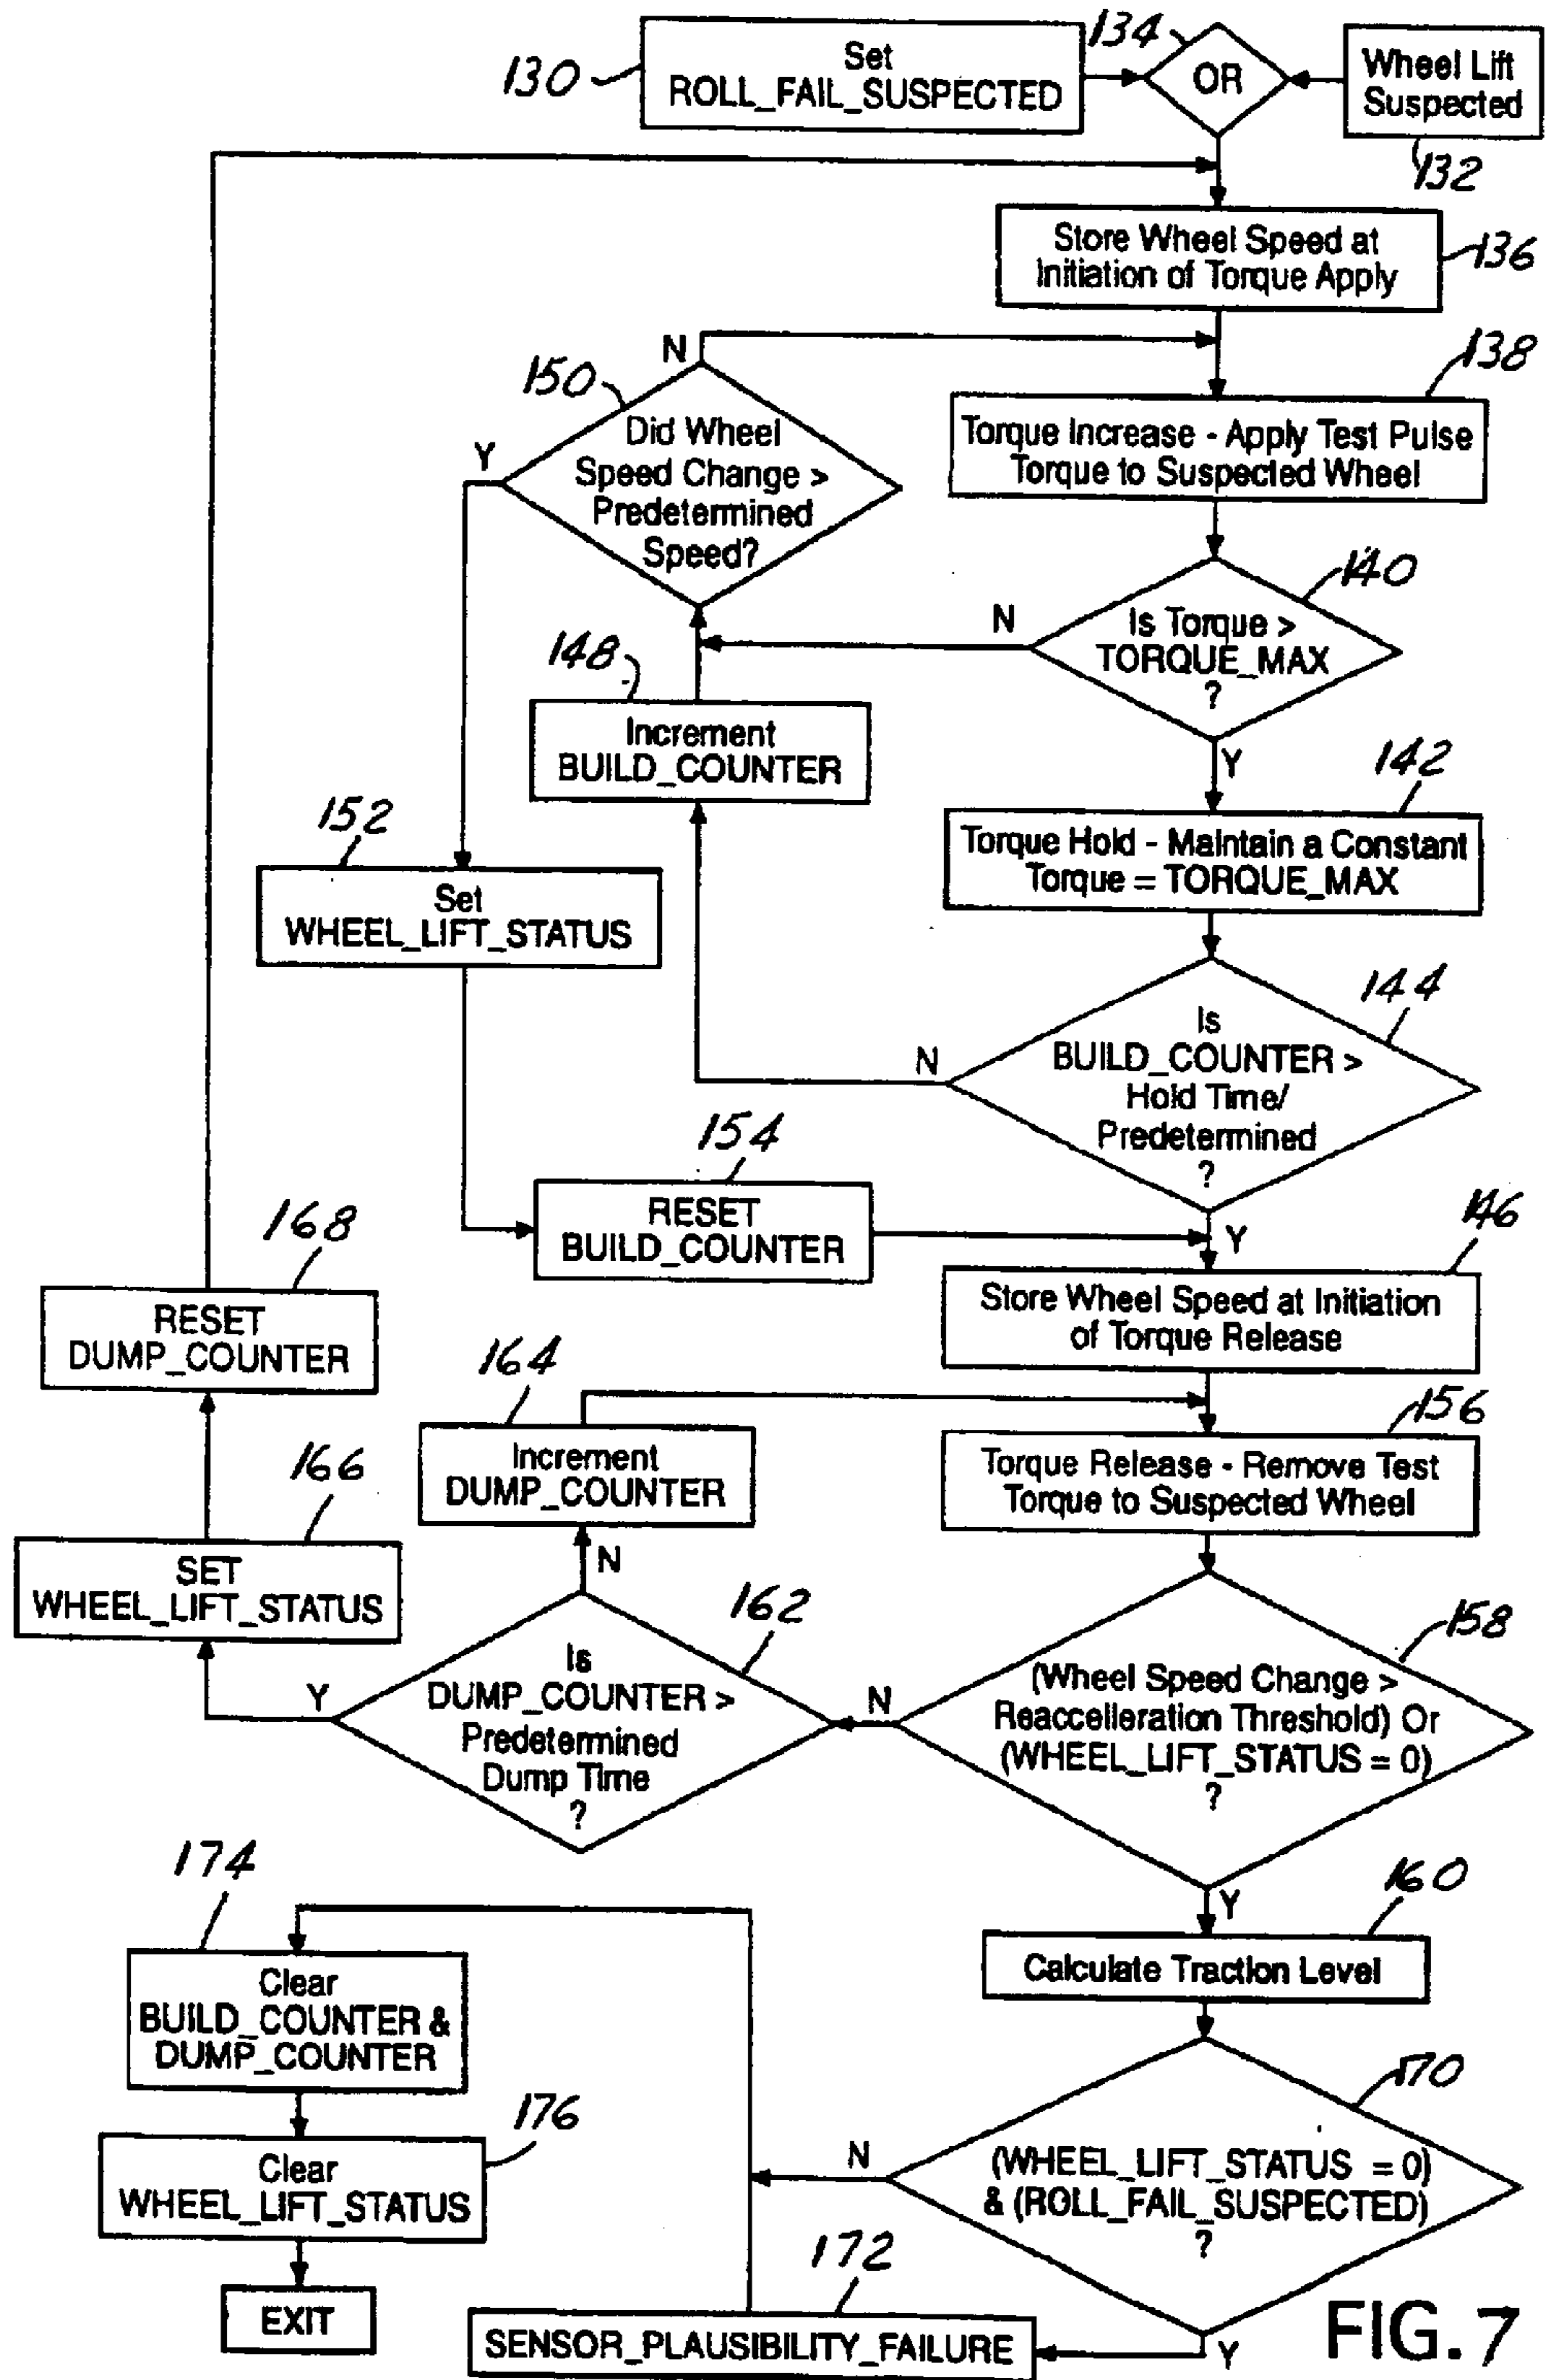 130
Set
ROLL_FAIL_SUSPECTED
134
OR
Wheel Lift
Suspected
132
Store Wheel Speed at
Initiation of Torque Apply
136
N
150
Did Wheel
Speed Change >
Predetermined
Speed?
Y
138
Torque Increase - Apply Test Pulse
Torque to Suspected Wheel
140
Is Torque >
TORQUE_MAX
?
N
Y
148
Increment
BUILD_COUNTER
142
Torque Hold - Maintain a Constant
Torque = TORQUE_MAX
152
Set
WHEEL_LIFT_STATUS
144
Is
BUILD_COUNTER >
Hold Time/
Predetermined
?
N
Y
154
RESET
BUILD_COUNTER
146
Store Wheel Speed at Initiation
of Torque Release
168
RESET
DUMP_COUNTER
164
Increment
DUMP_COUNTER
156
Torque Release - Remove Test
Torque to Suspected Wheel
166
SET
WHEEL_LIFT_STATUS
N
162
Is
DUMP_COUNTER >
Predetermined
Dump Time
?
Y
158
(Wheel Speed Change >
Reaccelleration Threshold) Or
(WHEEL_LIFT_STATUS = 0)
?
N
Y
160
Calculate Traction Level
174
Clear
BUILD_COUNTER &
DUMP_COUNTER
170
(WHEEL_LIFT_STATUS = 0)
& (ROLL_FAIL_SUSPECTED)
?
N
Y
176
Clear
WHEEL_LIFT_STATUS
EXIT
172
SENSOR_PLAUSIBILITY_FAILURE
FIG. 7